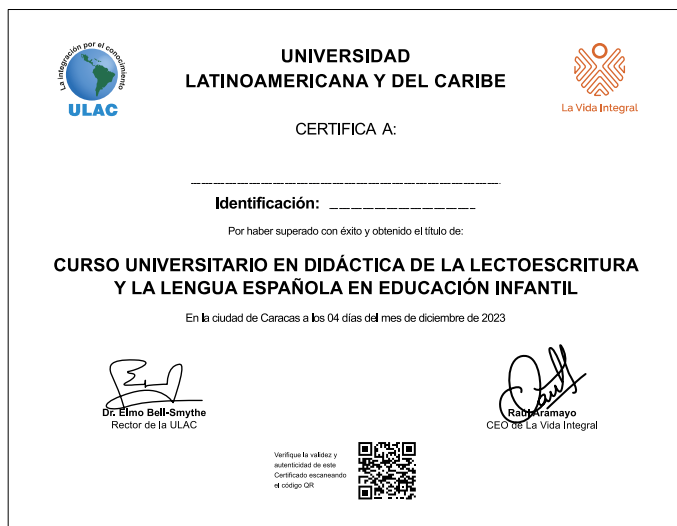 La integración por el conocimiento
ULAC
UNIVERSIDAD
LATINOAMERICANA Y DEL CARIBE
La Vida Integral
CERTIFICA A:
Identificación:
Por haber superado con éxito y obtenido el título de:
CURSO UNIVERSITARIO EN DIDÁCTICA DE LA LECTOESCRITURA
Y LA LENGUA ESPAÑOLA EN EDUCACIÓN INFANTIL
En la ciudad de Caracas a los 04 días del mes de diciembre de 2023
Dr. Elmo Bell-Smythe
Rector de la ULAC
Raúl Aramayo
CEO de La Vida Integral
Verifique la validez y
autenticidad de este
Certificado escaneando
el código QR